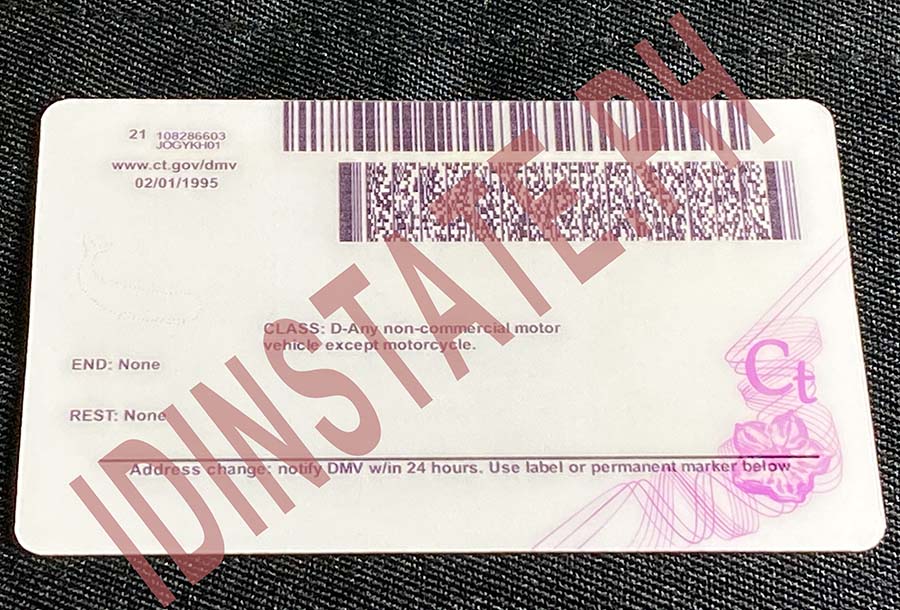 21 108286603
JOGYKH01
www.ct.gov/dmv
02/01/1995
CLASS: D-Any non-commercial motor
vehicle except motorcycle.
END: None
REST: None
Address change: notify DMV w/in 24 hours. Use label or permanent marker below
Ct
IDINSTATE.PH